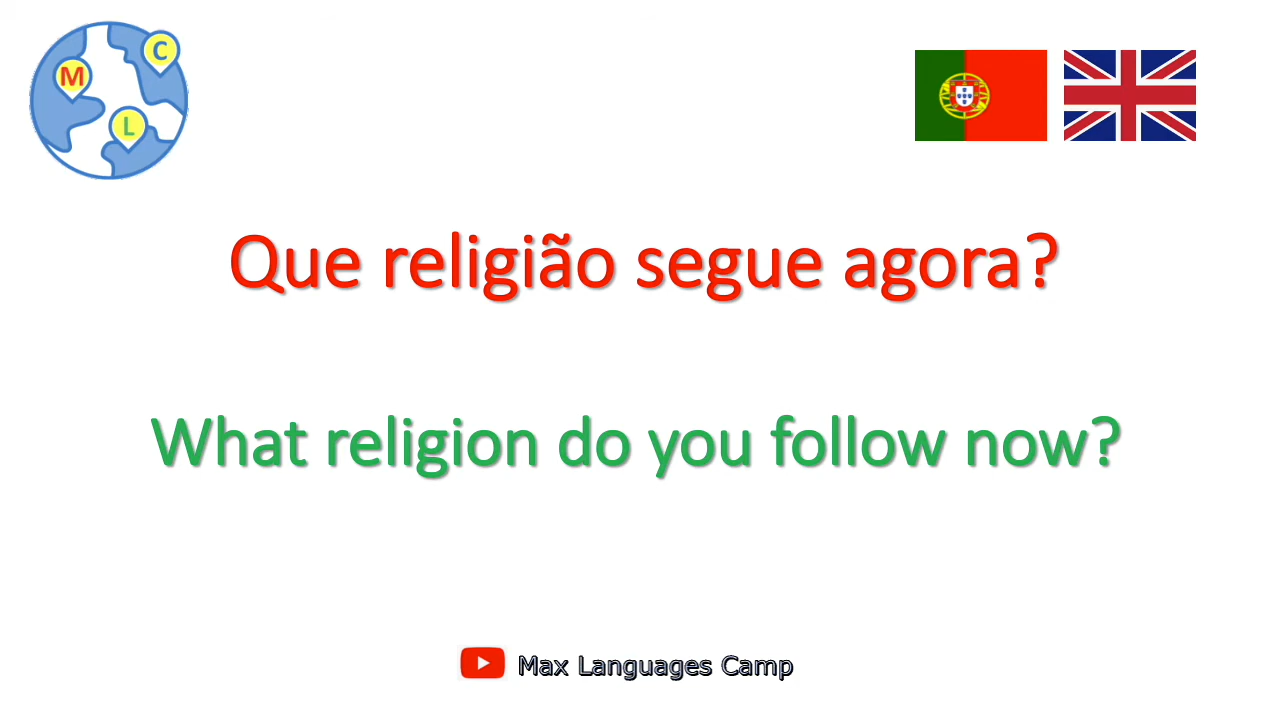 M
C
L
Que religião segue agora?
What religion do you follow now?
Max Languages Camp